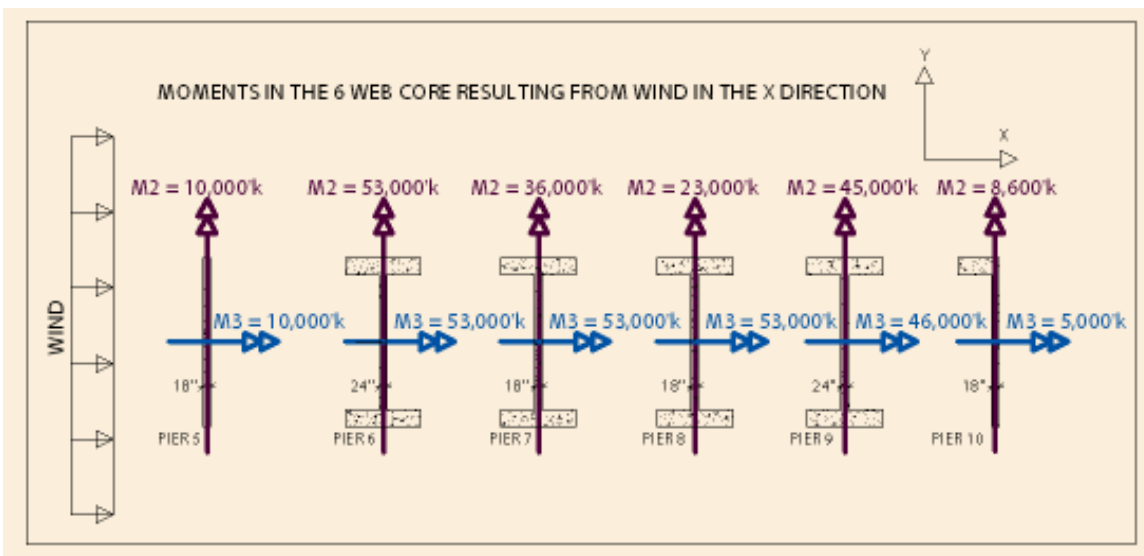 Y
MOMENTS IN THE 6 WEB CORE RESULTING FROM WIND IN THE X DIRECTION
X
M2 = 10,000'k M2 = 53,000'k M2 = 36,000'k M2 = 23,000'k M2 = 45,000'k M2 = 8,600'k
WIND
M3 = 10,000'k M3 = 53,000'k M3 = 53,000'k M3 = 53,000'k M3 = 46,000'k M3 = 5,000'k
18" 24" 18" 18" 24" 18"
PIER 5 PIER 6 PIER 7 PIER 8 PIER 9 PIER 10